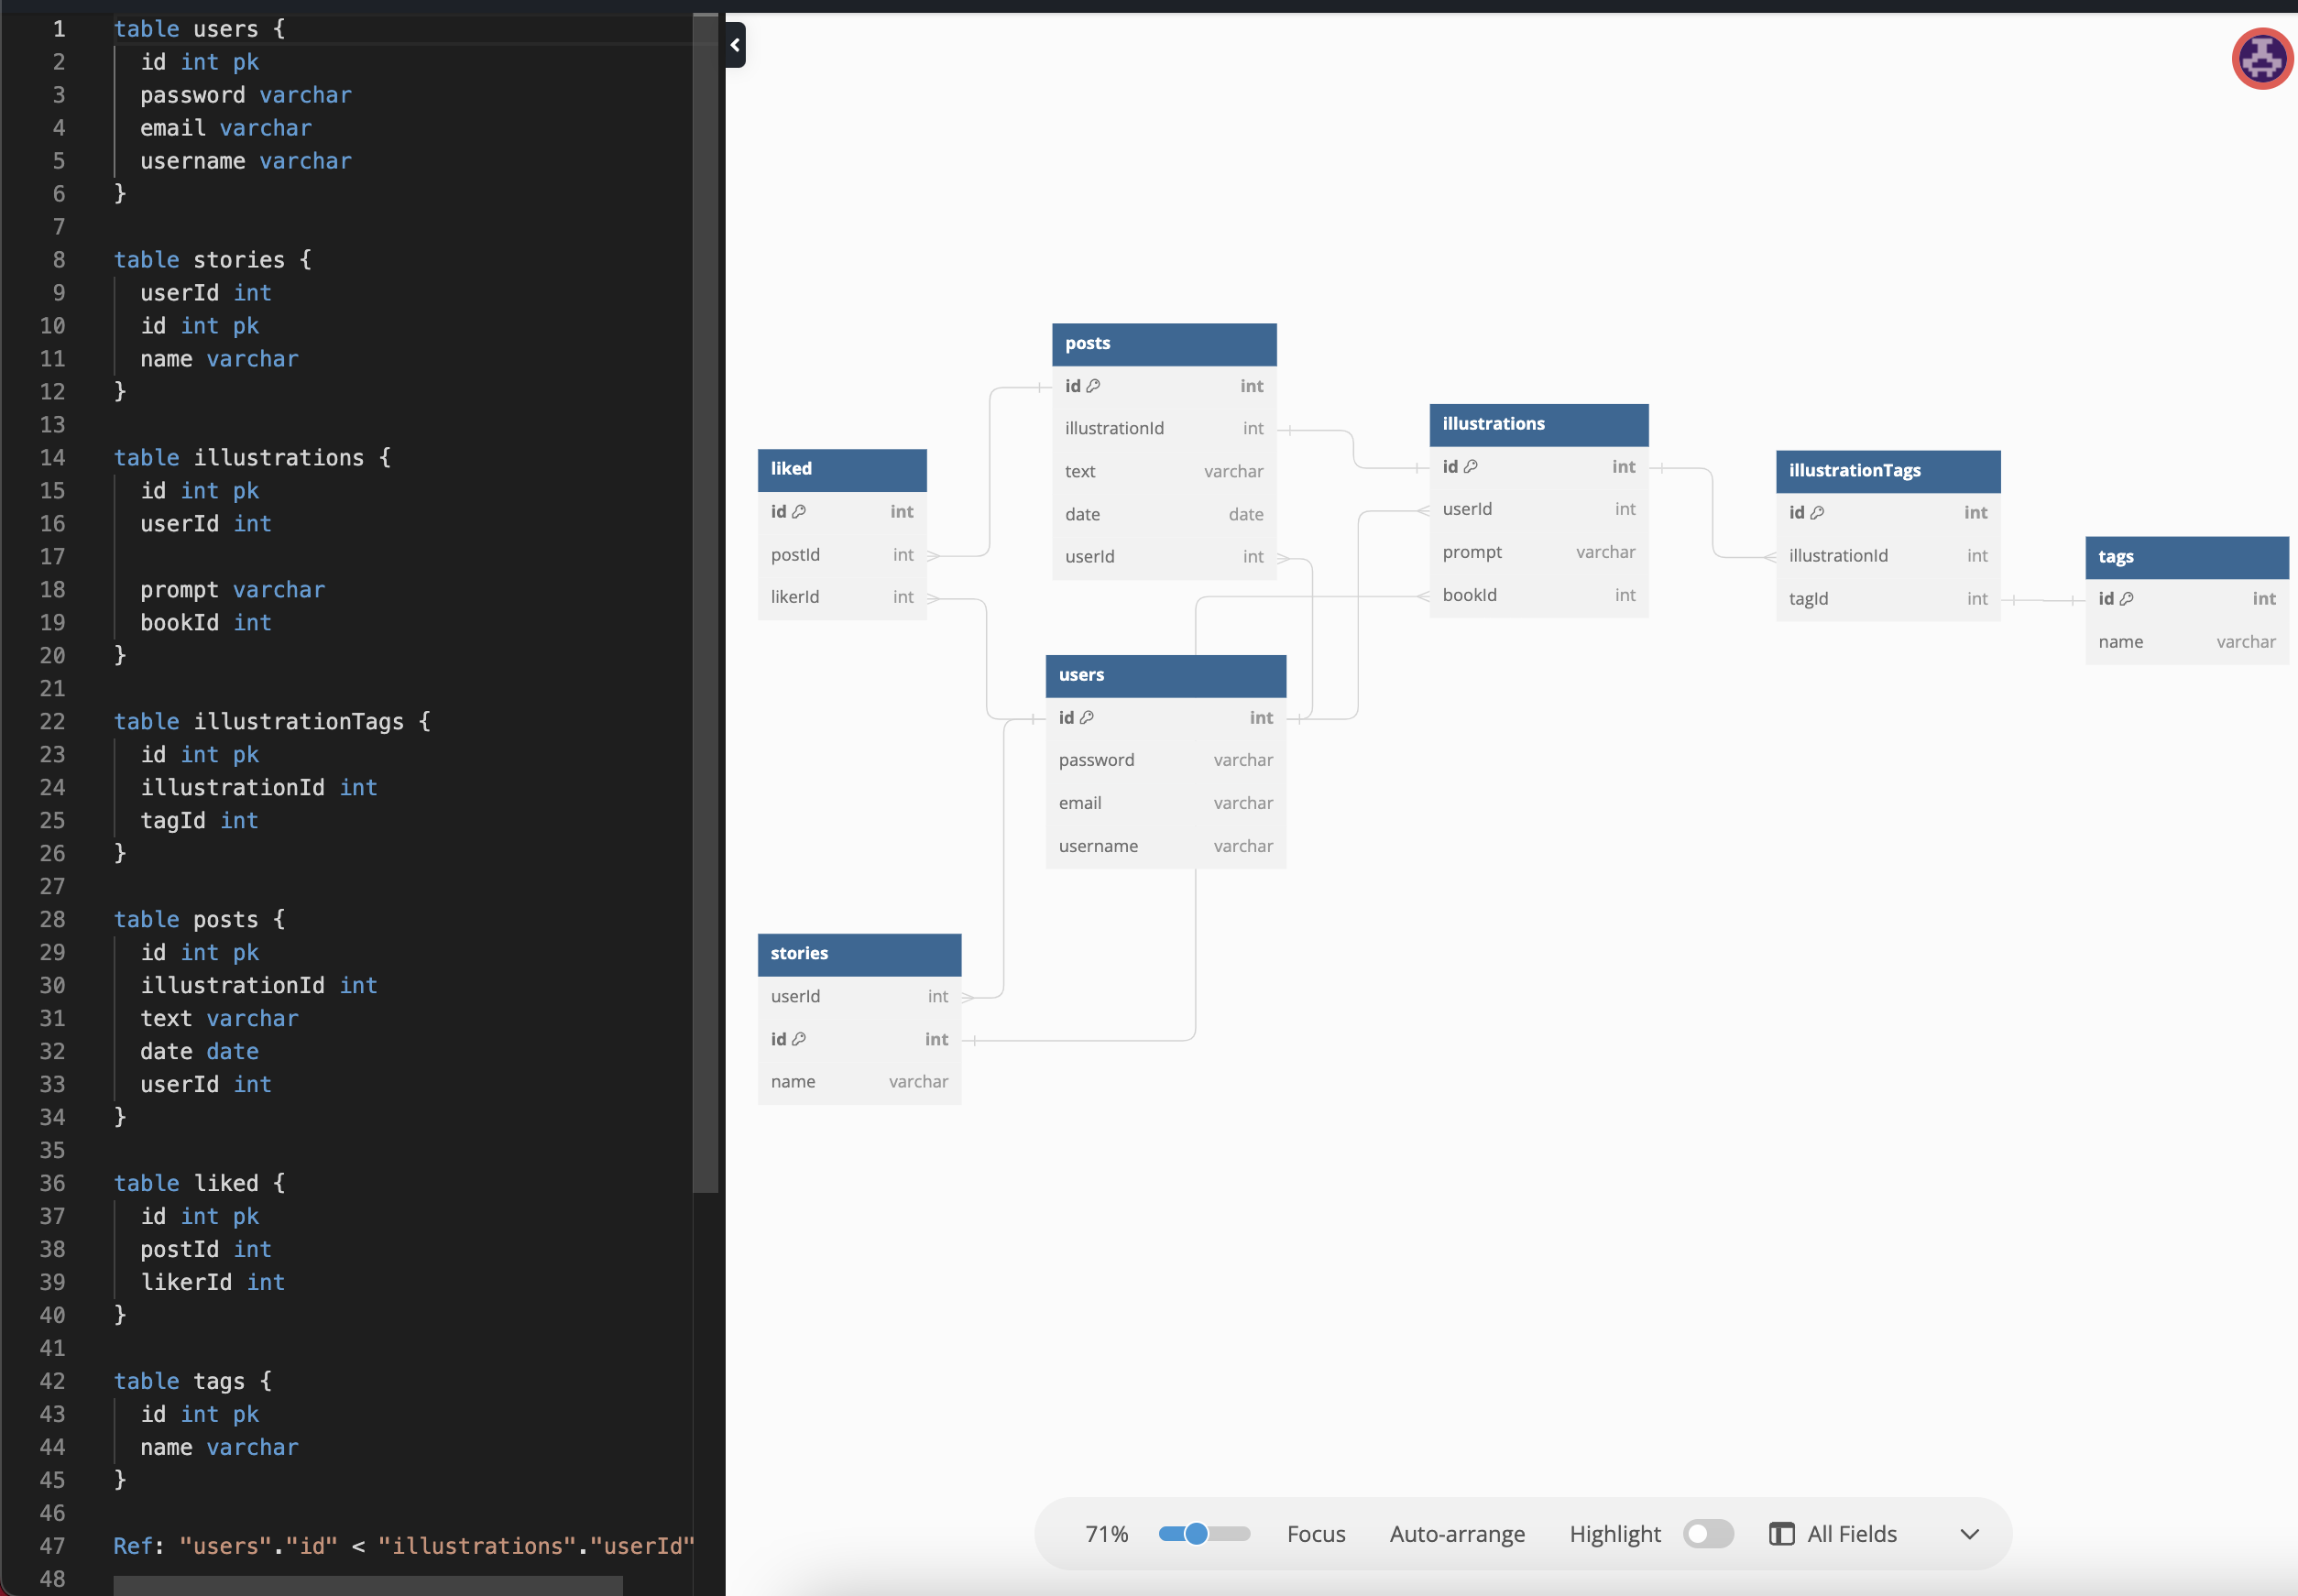 1 table users {
2 id int pk
3 password varchar
4 email varchar
5 username varchar
6 }
7
8 table stories {
9 userId int
10 id int pk
11 name varchar
12 }
13
14 table illustrations {
15 id int pk
16 userId int
17
18 prompt varchar
19 bookId int
20 }
21
22 table illustrationTags {
23 id int pk
24 illustrationId int
25 tagId int
26 }
27
28 table posts {
29 id int pk
30 illustrationId int
31 text varchar
32 date date
33 userId int
34 }
35
36 table liked {
37 id int pk
38 postId int
39 likerId int
40 }
41
42 table tags {
43 id int pk
44 name varchar
45 }
46
47 Ref: "users"."id" < "illustrations"."userId"
48
posts
id int
illustrationId int
text varchar
date date
userId int
liked
id int
postId int
likerId int
illustrations
id int
userId int
prompt varchar
bookId int
illustrationTags
id int
illustrationId int
tagId int
tags
id int
name varchar
users
id int
password varchar
email varchar
username varchar
stories
userId int
id int
name varchar
71% Focus Auto-arrange Highlight All Fields